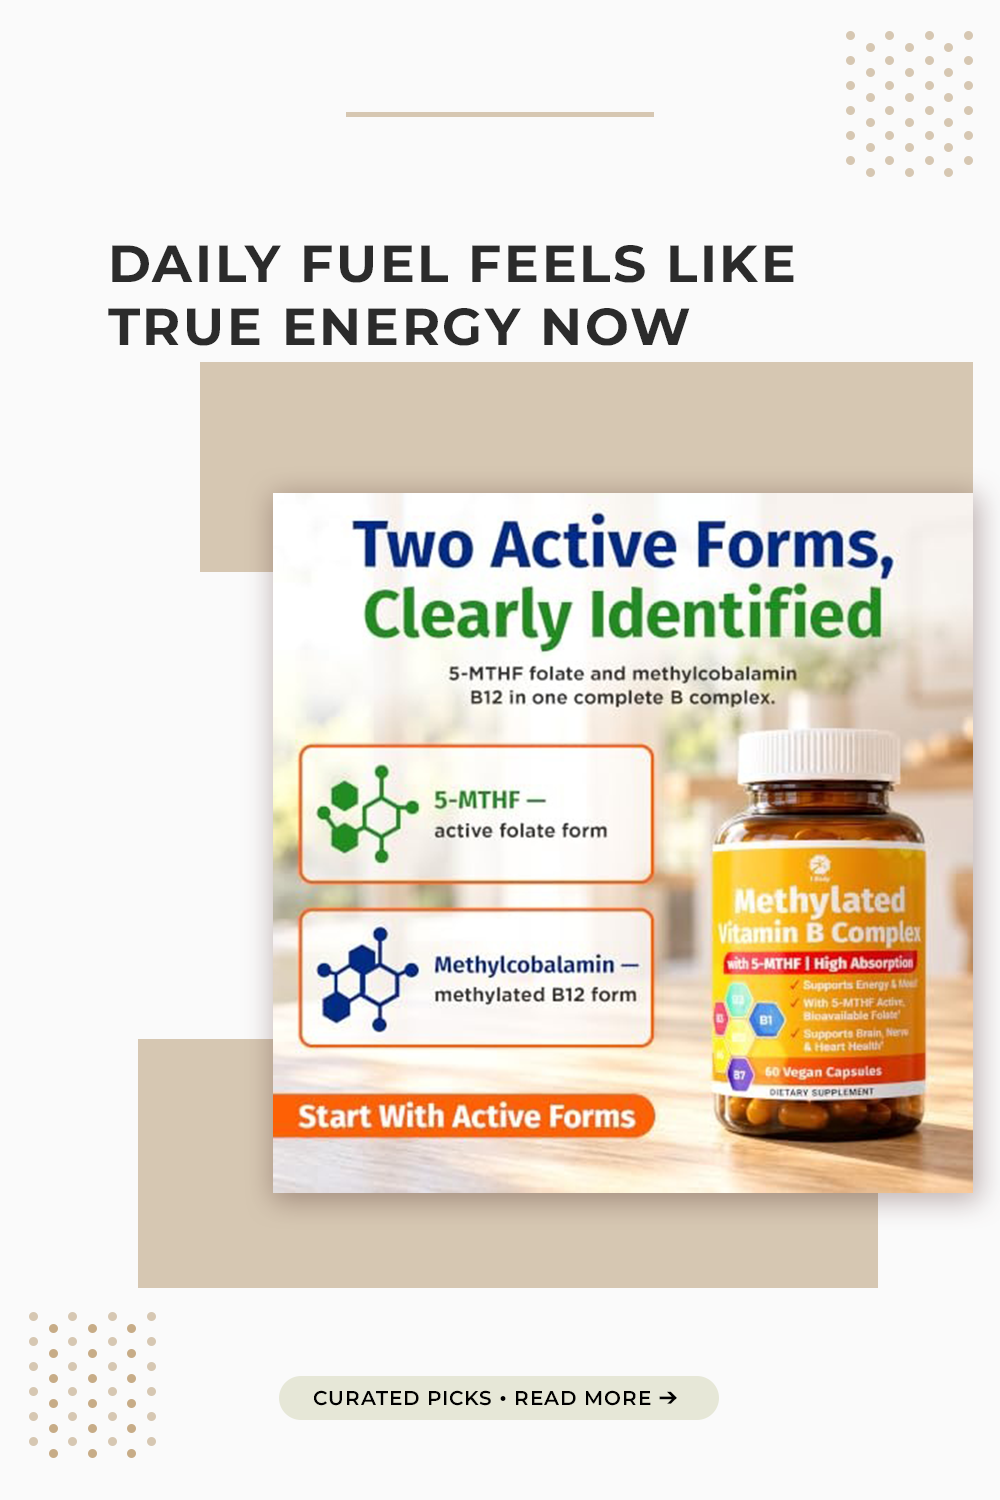 DAILY FUEL FEELS LIKE
TRUE ENERGY NOW
Two Active Forms,
Clearly Identified
5-MTHF folate and methylcobalamin
B12 in one complete B complex.
5-MTHF —
active folate form
Methylcobalamin —
methylated B12 form
Start With Active Forms
Methylated
Vitamin B Complex
with 5-MTHF | High Absorption
✓ Supports Energy & Mood
✓ With 5-MTHF Active,
Bioavailable Folate†
✓ Supports Brain, Nerve
& Heart Health†
B1
B7
60 Vegan Capsules
DIETARY SUPPLEMENT
CURATED PICKS • READ MORE ➔